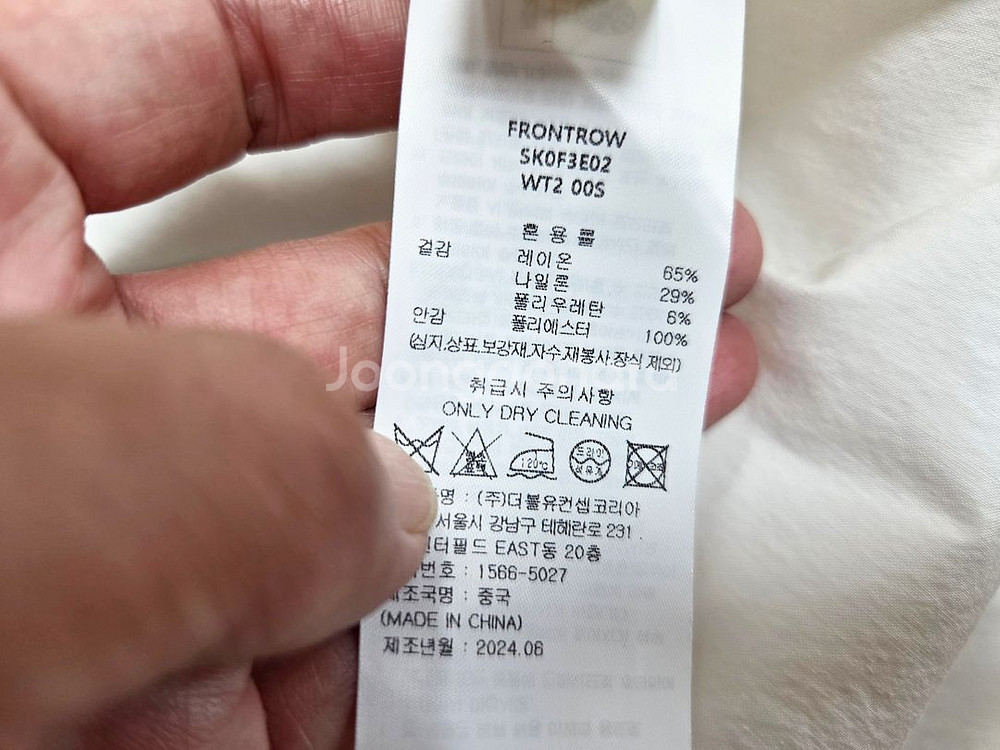 FRONTROW
SK0F3E02
WT2 00S
혼 용 률
겉감 레이온 65%
나일론 29%
폴리우레탄 6%
안감 폴리에스터 100%
(심지,상표,보강재,자수,재봉사,장식 제외)
취급시 주의사항
ONLY DRY CLEANING
120℃ 드라이 석유계
명 : (주)더블유컨셉코리아
서울시 강남구 테헤란로 231 .
터필드 EAST동 20층
번호 : 1566-5027
제조국명 : 중국
(MADE IN CHINA)
제조년월 : 2024.06